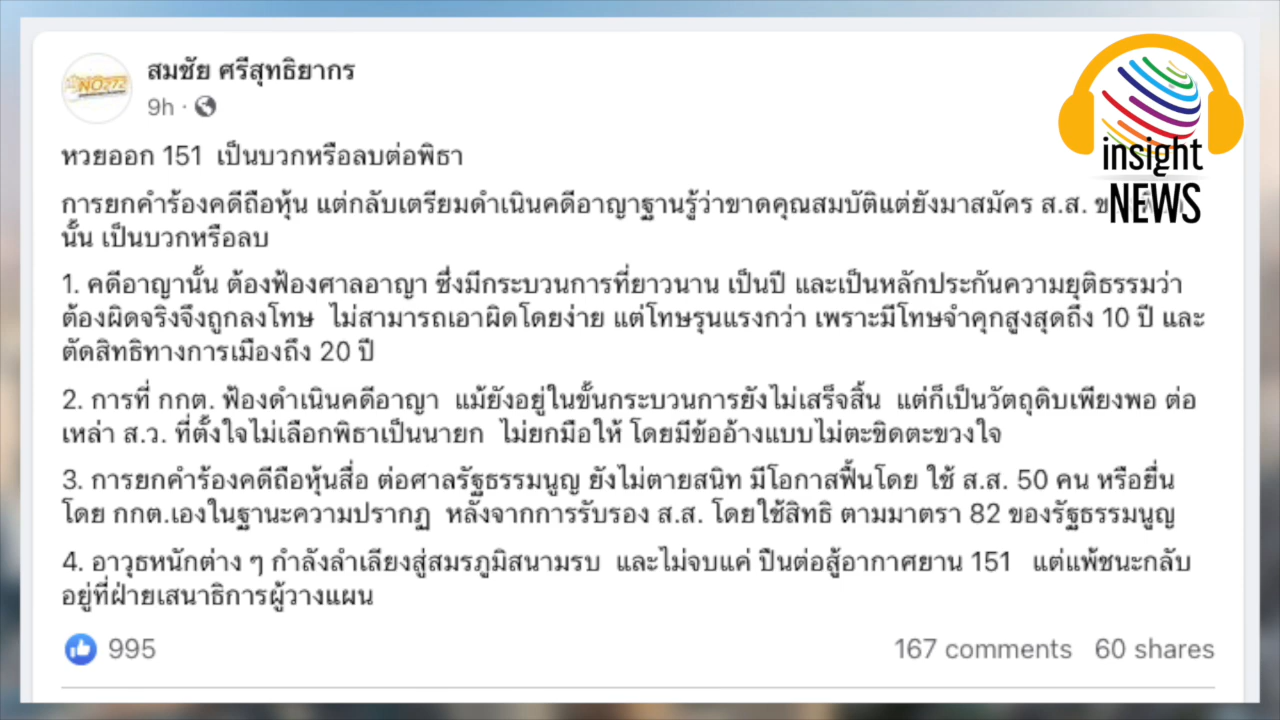 สมชัย ศรีสุทธิยากร
9h ·
NO272
insight
NEWS
หวยออก 151 เป็นบวกหรือลบต่อพิธา
การยกคำร้องคดีถือหุ้น แต่กลับเตรียมดำเนินคดีอาญาฐานรู้ว่าขาดคุณสมบัติแต่ยังมาสมัคร ส.ส.
นั้น เป็นบวกหรือลบ
1. คดีอาญานั้น ต้องฟ้องศาลอาญา ซึ่งมีกระบวนการที่ยาวนาน เป็นปี และเป็นหลักประกันความยุติธรรมว่า
ต้องผิดจริงจึงถูกลงโทษ ไม่สามารถเอาผิดโดยง่าย แต่โทษรุนแรงกว่า เพราะมีโทษจำคุกสูงสุดถึง 10 ปี และ
ตัดสิทธิทางการเมืองถึง 20 ปี
2. การที่ กกต. ฟ้องดำเนินคดีอาญา แม้ยังอยู่ในขั้นกระบวนการยังไม่เสร็จสิ้น แต่ก็เป็นวัตถุดิบเพียงพอ ต่อ
เหล่า ส.ว. ที่ตั้งใจไม่เลือกพิธาเป็นนายก ไม่ยกมือให้ โดยมีข้ออ้างแบบไม่ตะขิดตะขวงใจ
3. การยกคำร้องคดีถือหุ้นสื่อ ต่อศาลรัฐธรรมนูญ ยังไม่ตายสนิท มีโอกาสฟื้นโดย ใช้ ส.ส. 50 คน หรือยื่น
โดย กกต.เองในฐานะความปรากฏ หลังจากการรับรอง ส.ส. โดยใช้สิทธิ ตามมาตรา 82 ของรัฐธรรมนูญ
4. อาวุธหนักต่าง ๆ กำลังลำเลียงสู่สมรภูมิสนามรบ และไม่จบแค่ ปืนต่อสู้อากาศยาน 151 แต่แพ้ชนะกลับ
อยู่ที่ฝ่ายเสนาธิการผู้วางแผน
995
167 comments 60 shares